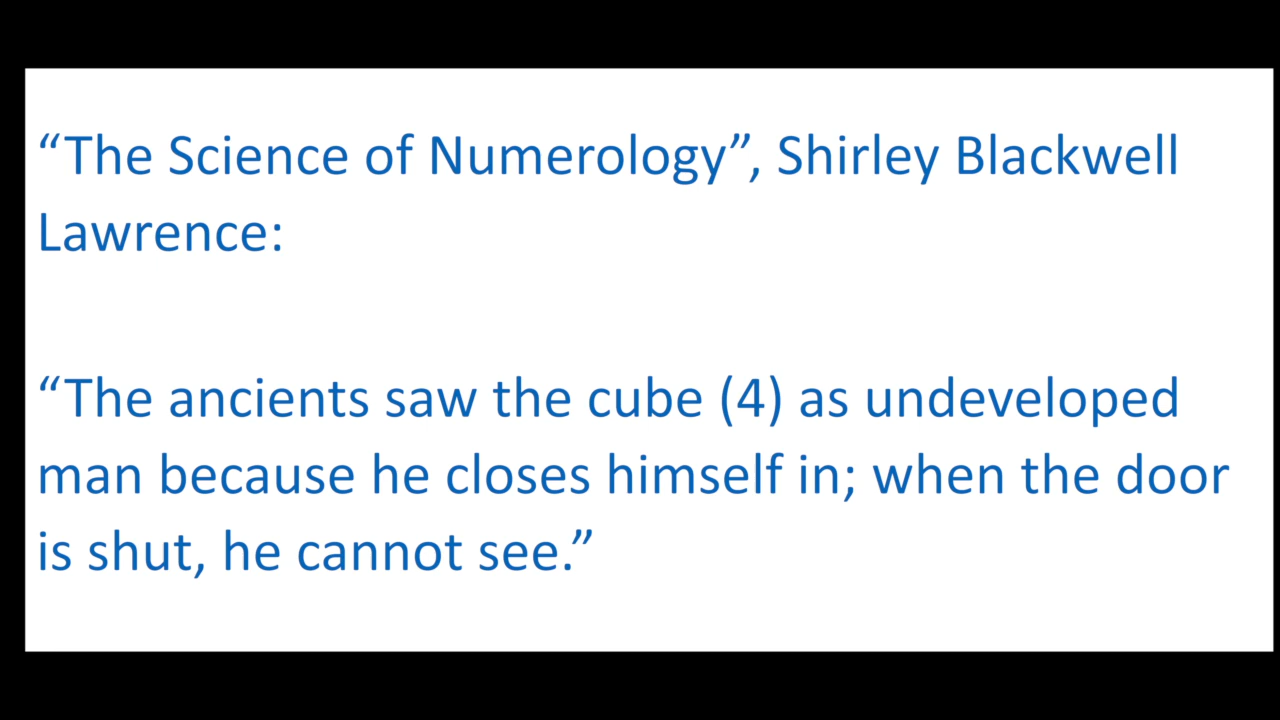 “The Science of Numerology”, Shirley Blackwell
Lawrence:
“The ancients saw the cube (4) as undeveloped
man because he closes himself in; when the door
is shut, he cannot see.”